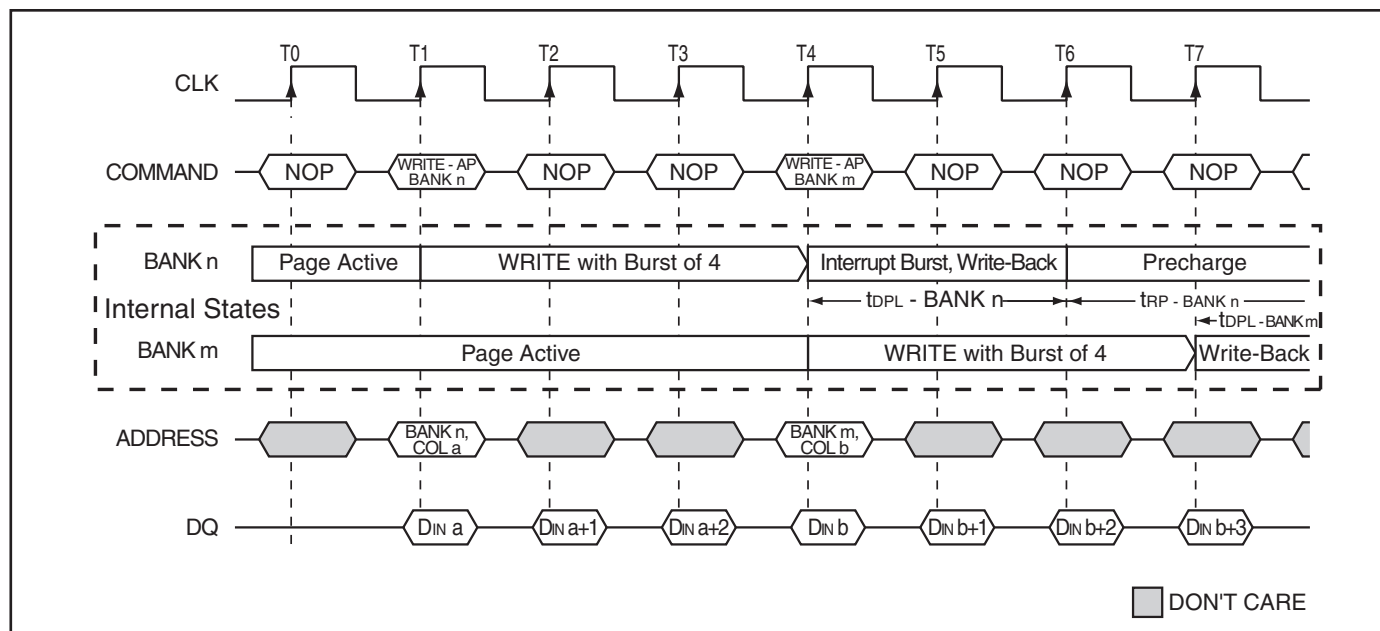 T0 T1 T2 T3 T4 T5 T6 T7
CLK
COMMAND NOP WRITE - AP BANK n NOP NOP WRITE - AP BANK m NOP NOP NOP
BANK n Page Active WRITE with Burst of 4 Interrupt Burst, Write-Back Precharge
tDPL - BANK n tRP - BANK n
Internal States
tDPL - BANK m
BANK m Page Active WRITE with Burst of 4 Write-Back
ADDRESS BANK n, COL a BANK m, COL b
DQ DIN a DIN a+1 DIN a+2 DIN b DIN b+1 DIN b+2 DIN b+3
DON'T CARE